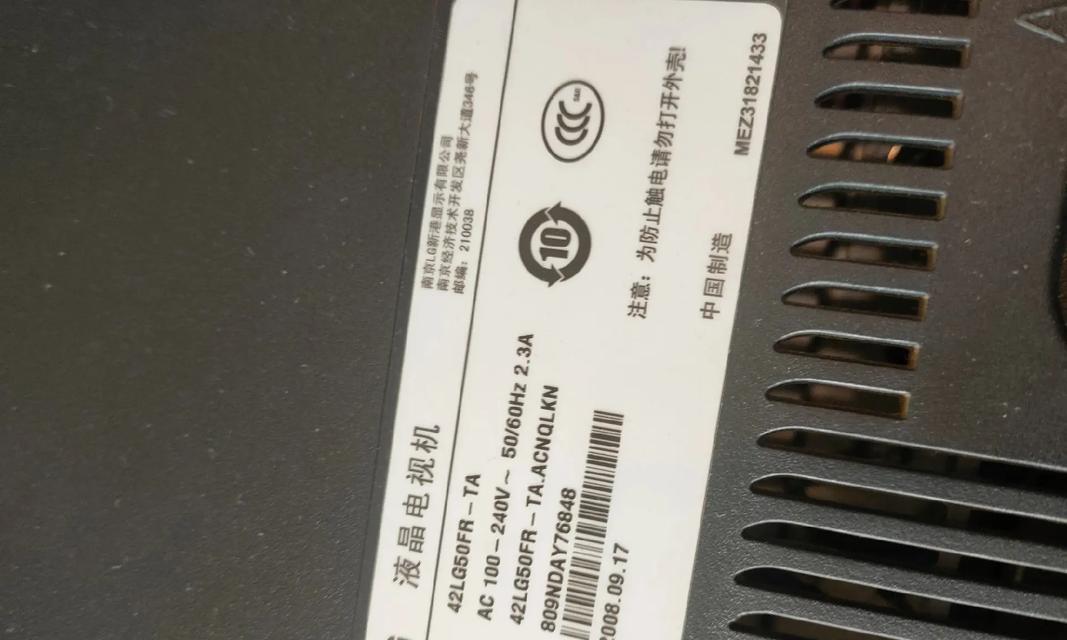 液晶电视机
南京LG新港显示有限公司
南京经济技术开发区尧新大道346号
邮编：210038
42LG50FR-TA
AC 100-240V~ 50/60Hz 2.3A
42LG50FR-TA.ACNQLKN
809NDAY76848
008.09.17
10
CCC
S&E
注意：为防止触电请勿打开外壳!
中国制造
MEZ31821433